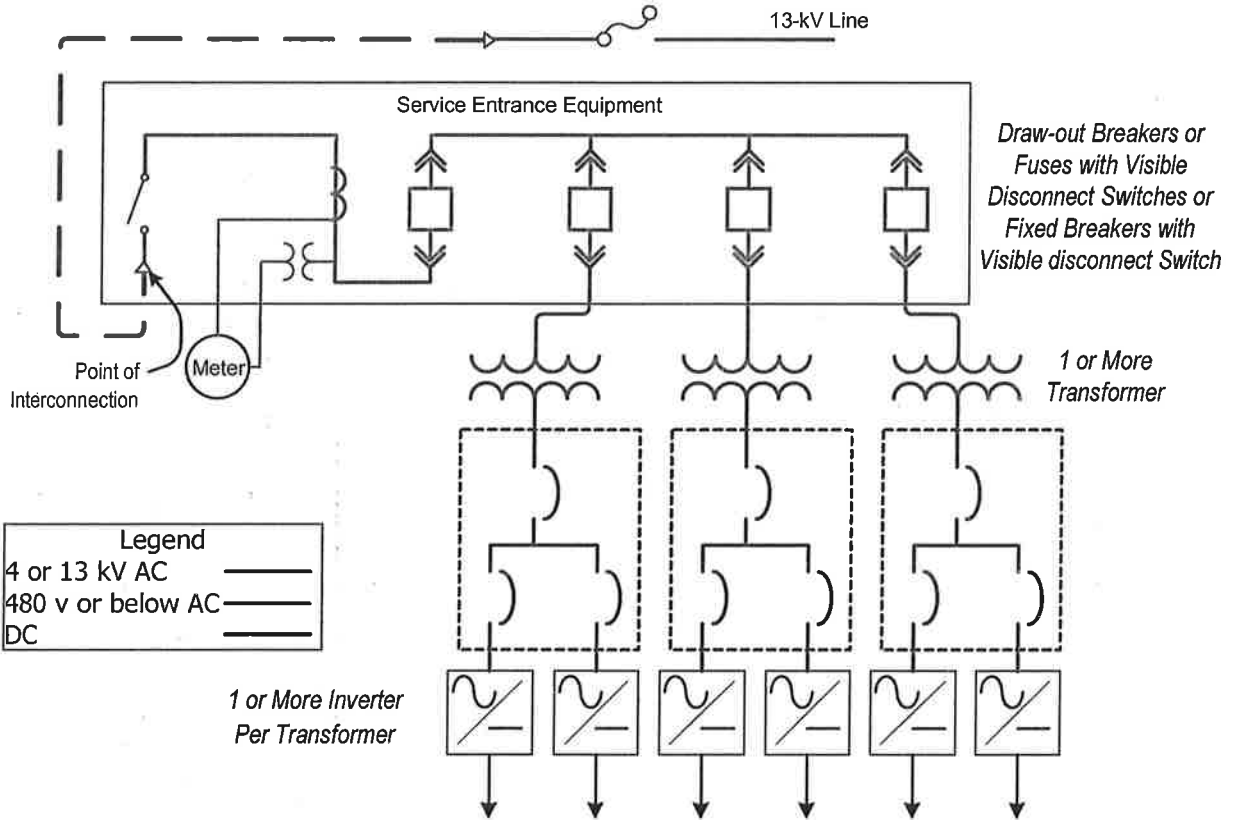 13-kV Line
Service Entrance Equipment
Draw-out Breakers or
Fuses with Visible
Disconnect Switches or
Fixed Breakers with
Visible disconnect Switch
Point of
Interconnection
Meter
1 or More
Transformer
Legend
4 or 13 kV AC
480 v or below AC
DC
1 or More Inverter
Per Transformer